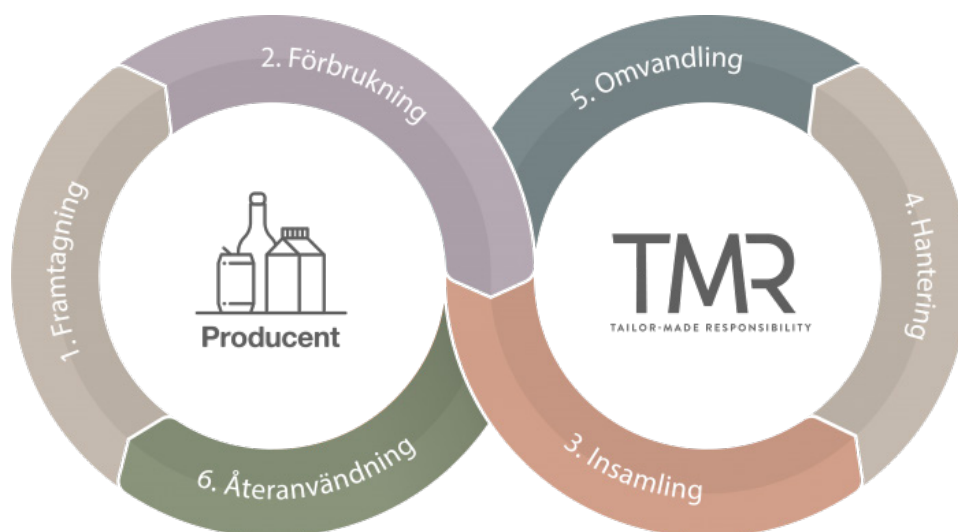 1. Framtagning
2. Förbrukning
3. Insamling
4. Hantering
5. Omvandling
6. Återanvändning
Producent
TMR
TAILOR-MADE RESPONSIBILITY